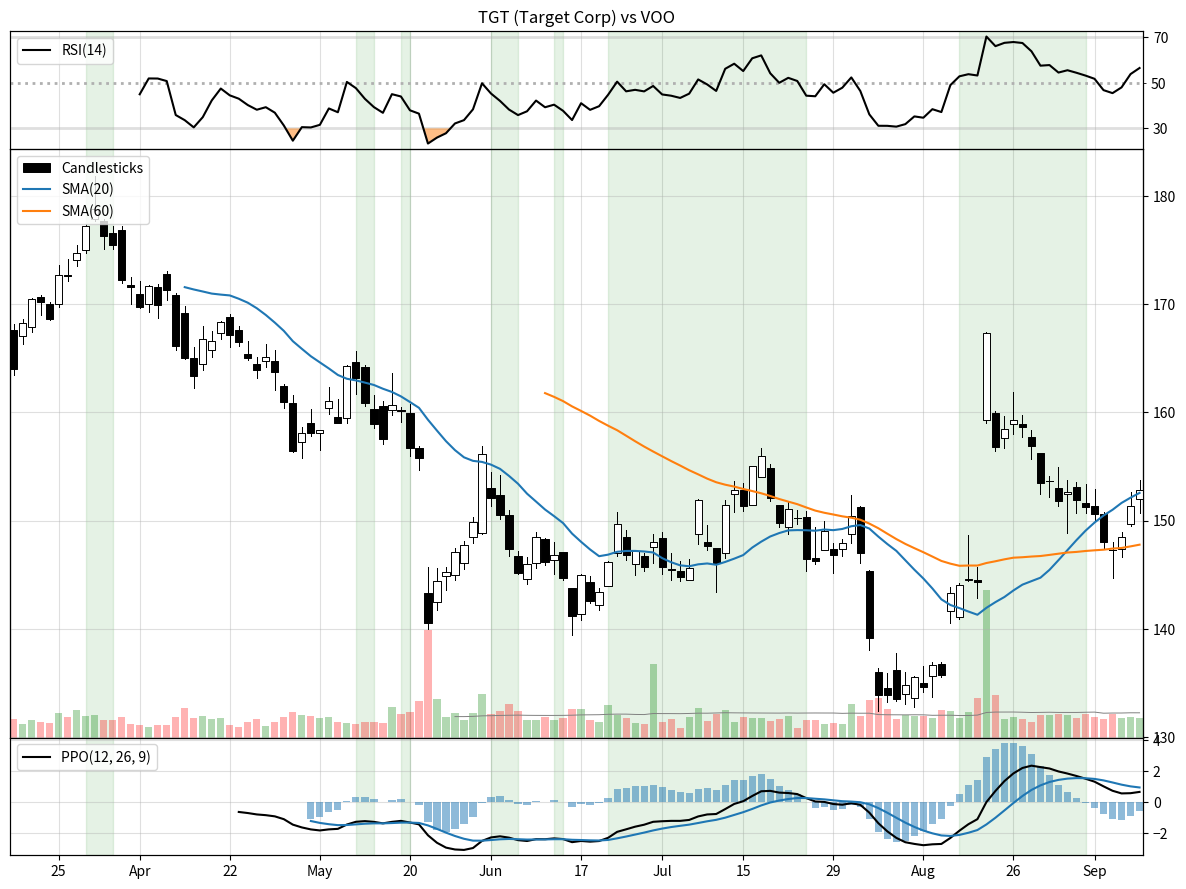 TGT (Target Corp) vs VOO
RSI(14)
70
50
30
Candlesticks
SMA(20)
SMA(60)
180
170
160
150
140
130
PPO(12, 26, 9)
4
2
0
−2
25 Apr 22 May 20 Jun 17 Jul 15 29 Aug 26 Sep